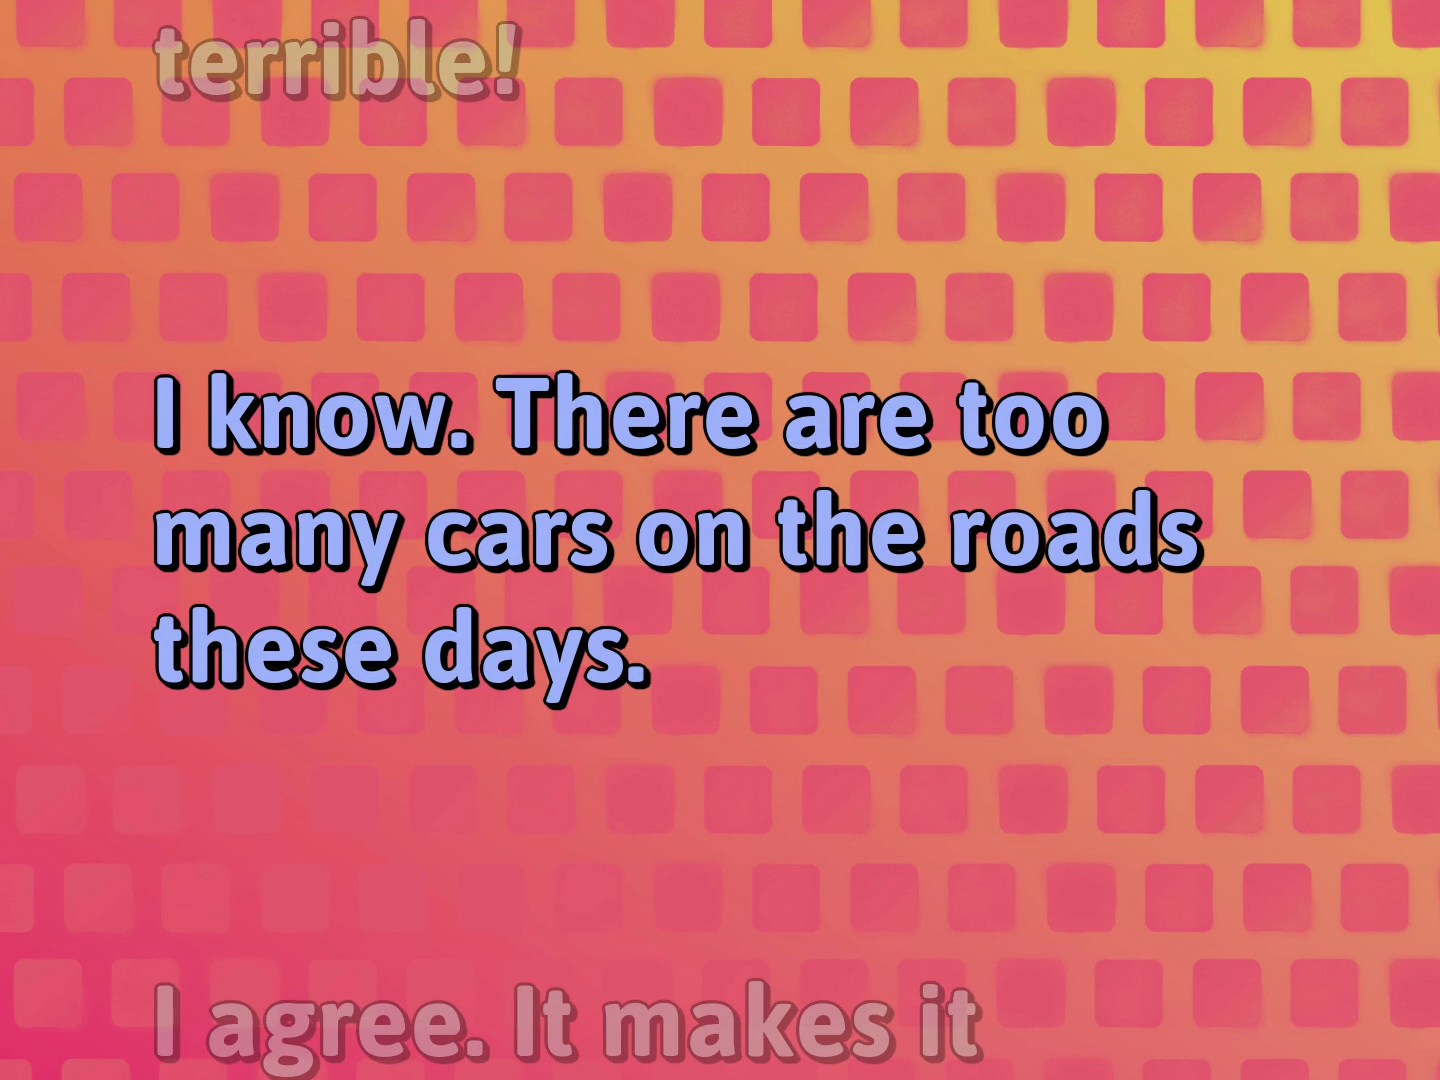 terrible!
I know. There are too
many cars on the roads
these days.
I agree. It makes it